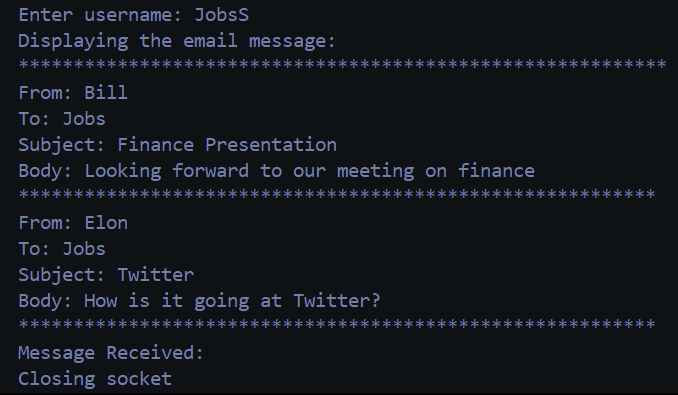 Enter username: JobsS
Displaying the email message:
***********************************************************
From: Bill
To: Jobs
Subject: Finance Presentation
Body: Looking forward to our meeting on finance
**********************************************************
From: Elon
To: Jobs
Subject: Twitter
Body: How is it going at Twitter?
**********************************************************
Message Received:
Closing socket